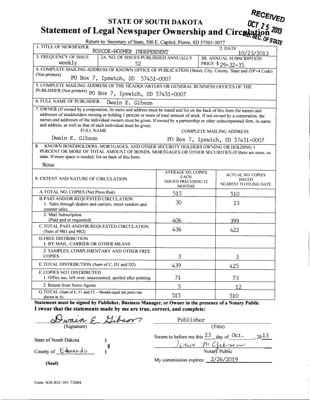 RECEIVED
OCT 25 2013
SEC OF STATE
STATE OF SOUTH DAKOTA
Statement of Legal Newspaper Ownership and Circulation
Return to: Secretary of State, 500 E. Capitol, Pierre, SD 57501-5077
1. TITLE OF NEWSPAPER
ROSCOE-HOSMER INDEPENDENT
2. DATE
10/23/2013
3. FREQUENCY OF ISSUE
weekly
3A. NO. OF ISSUES PUBLISHED ANNUALLY
52
3B. ANNUAL SUBSCRIPTION
PRICE $ 29-32-35
4. COMPLETE MAILING ADDRESS OF KNOWN OFFICE OF PUBLICATION (Street, City, County, State and ZIP+4 Code)
(Not printers)
PO Box 7, Ipswich, SD 57451-0007
5. COMPLETE MAILING ADDRESS OF THE HEADQUARTERS OR GENERAL BUSINESS OFFICES OF THE
PUBLISHER (Not printers) PO Box 7, Ipswich, SD 57451-0007
6. FULL NAME OF PUBLISHER: Dwain E. Gibson
7. OWNER (If owned by a corporation, its name and address must be stated and list on the back of this form the names and
addresses of stockholders owning or holding 1 percent or more of total amount of stock. If not owned by a corporation, the
names and addresses of the individual owners must be given. If owned by a partnership or other unincorporated firm, its name
and address, as well as that of each individual must be given.
FULL NAME
COMPLETE MAILING ADDRESS
Dwain E. Gibson
PO Box 7, Ipswich, SD 57451-0007
8. KNOWN BONDHOLDERS, MORTGAGES, AND OTHER SECURITY HOLDERS OWNING OR HOLDING 1
PERCENT OR MORE OF TOTAL AMOUNT OF BONDS, MORTGAGES OR OTHER SECURITIES (If there are none, so
state. If more space is needed, list on back of this form.
None
9. EXTENT AND NATURE OF CIRCULATION
AVERAGE NO. COPIES
EACH
ISSUED PRECEDING 12
MONTHS
ACTUAL NO. COPIES
ISSUED
NEAREST TO FILING DATE
A. TOTAL NO. COPIES (Net Press Run)
515
510
B. PAID AND/OR REQUESTED CIRCULATION
1. Sales through dealers and carriers, street vendors and
counter sales.
30
23
2. Mail Subscription
(Paid and or requested)
406
399
C. TOTAL PAID AND/OR REQUESTED CIRCULATION
(Sum of 9B1 and 9B2)
436
422
D. FREE DISTRIBUTION
1. BY MAIL, CARRIER OR OTHER MEANS
2. SAMPLES, COMPLIMENTARY AND OTHER FREE
COPIES
3
3
E. TOTAL DISTRIBUTION (Sum of C, D1 and D2)
439
425
F. COPIES NOT DISTRIBUTED
1. Office use, left over, unaccounted, spoiled after printing
71
73
2. Return from News Agents
5
12
G. TOTAL (Sum of E, F1 and F2 – Should equal net press run
shown in A)
515
510
Statement must be signed by Publisher, Business Manager, or Owner in the presence of a Notary Public
I swear that the statements made by me are true, correct, and complete:
Dwain E. Gibson
Publisher
(Signature)
(Title)
State of South Dakota )
§
County of Edmunds )
(Seal)
Sworn to before me this 23 day of Oct. , 2013
Notary Public
My commission expires: 2/26/2019
Form: SOS REC 051 7/2004